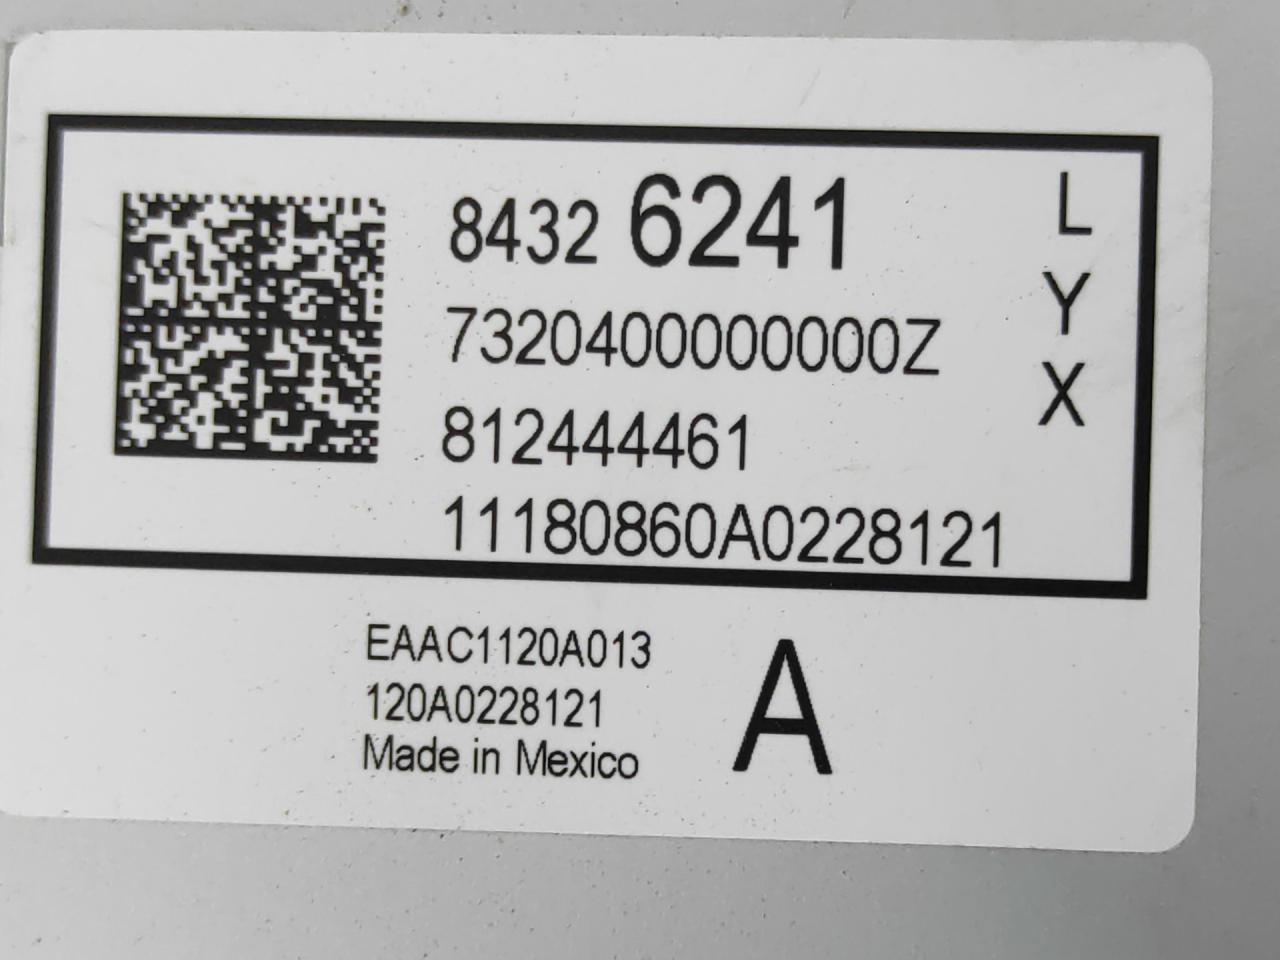 8432 6241
7320400000000Z
812444461
11180860A0228121
L
Y
X
EAAC1120A013
120A0228121
Made in Mexico
A